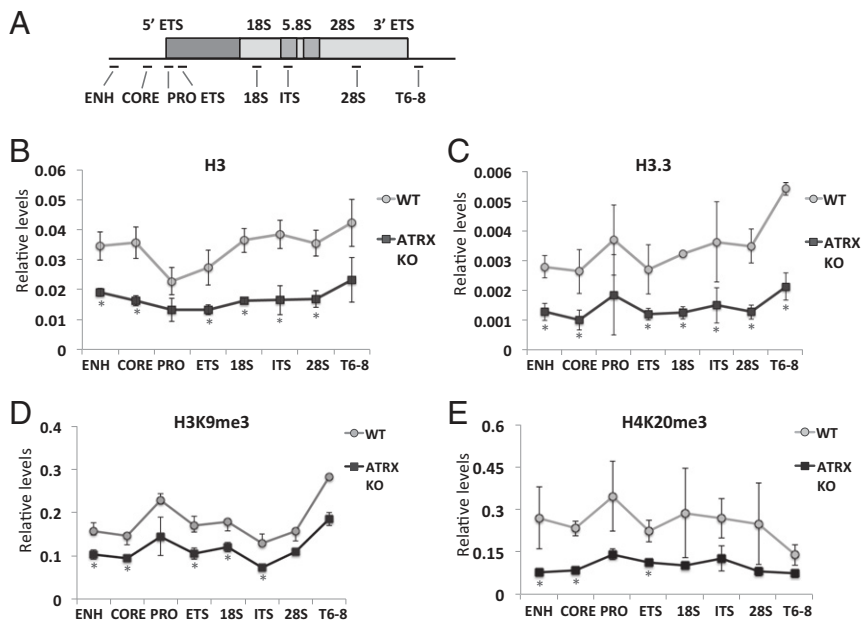 A
5′ ETS 18S 5.8S 28S 3′ ETS
ENH CORE PRO ETS 18S ITS 28S T6-8
B
H3
Relative levels
0.06
0.05
0.04
0.03
0.02
0.01
0
ENH CORE PRO ETS 18S ITS 28S T6-8
* * * * * *
WT
ATRX
KO
C
H3.3
Relative levels
0.006
0.005
0.004
0.003
0.002
0.001
0
ENH CORE PRO ETS 18S ITS 28S T6-8
* * * * * * *
WT
ATRX
KO
D
H3K9me3
Relative levels
0.4
0.3
0.2
0.1
0
ENH CORE PRO ETS 18S ITS 28S T6-8
* * * * *
WT
ATRX
KO
E
H4K20me3
Relative levels
0.6
0.45
0.3
0.15
0
ENH CORE PRO ETS 18S ITS 28S T6-8
* * *
WT
ATRX
KO